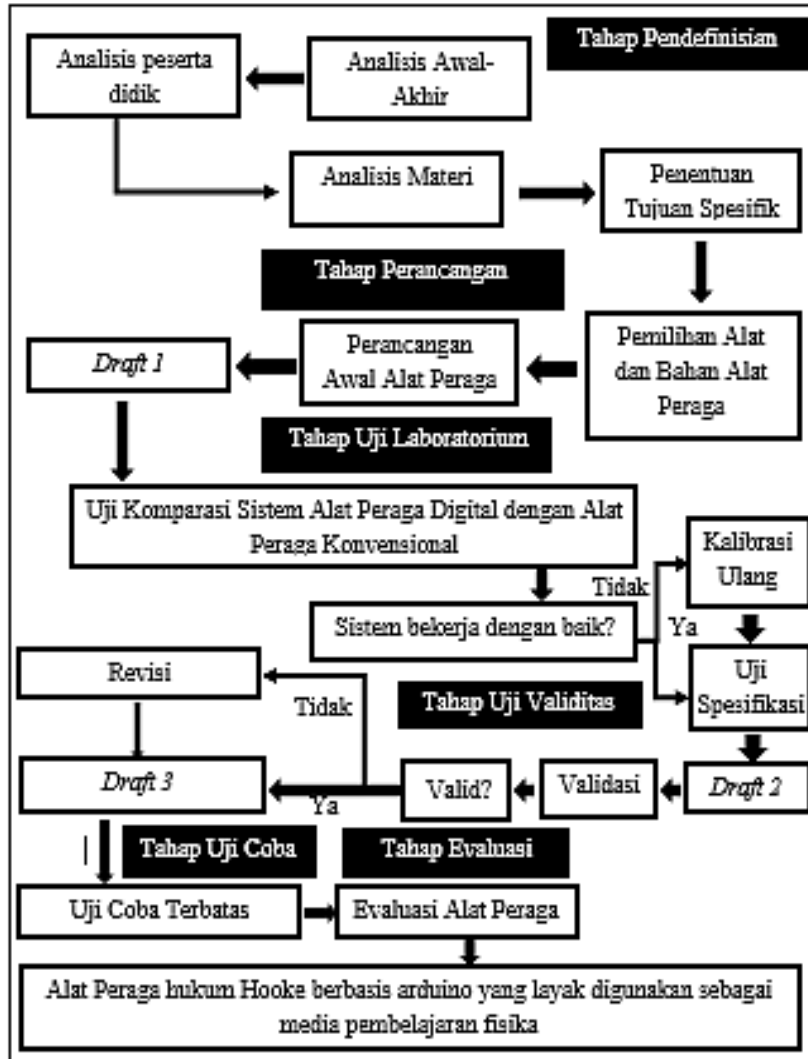 Tahap Pendefinisian
Analisis peserta
didik
Analisis Awal-
Akhir
Analisis Materi
Penentuan
Tujuan Spesifik
Tahap Perancangan
Draft 1
Perancangan
Awal Alat Peraga
Pemilihan Alat
dan Bahan Alat
Peraga
Tahap Uji Laboratorium
Uji Komparasi Sistem Alat Peraga Digital dengan Alat
Peraga Konvensional
Kalibrasi
Ulang
Tidak
Sistem bekerja dengan baik?
Ya
Revisi
Uji
Spesifikasi
Tahap Uji Validitas
Tidak
Draft 3
Ya
Valid?
Validasi
Draft 2
Tahap Uji Coba
Tahap Evaluasi
Uji Coba Terbatas
Evaluasi Alat Peraga
Alat Peraga hukum Hooke berbasis arduino yang layak digunakan sebagai
media pembelajaran fisika